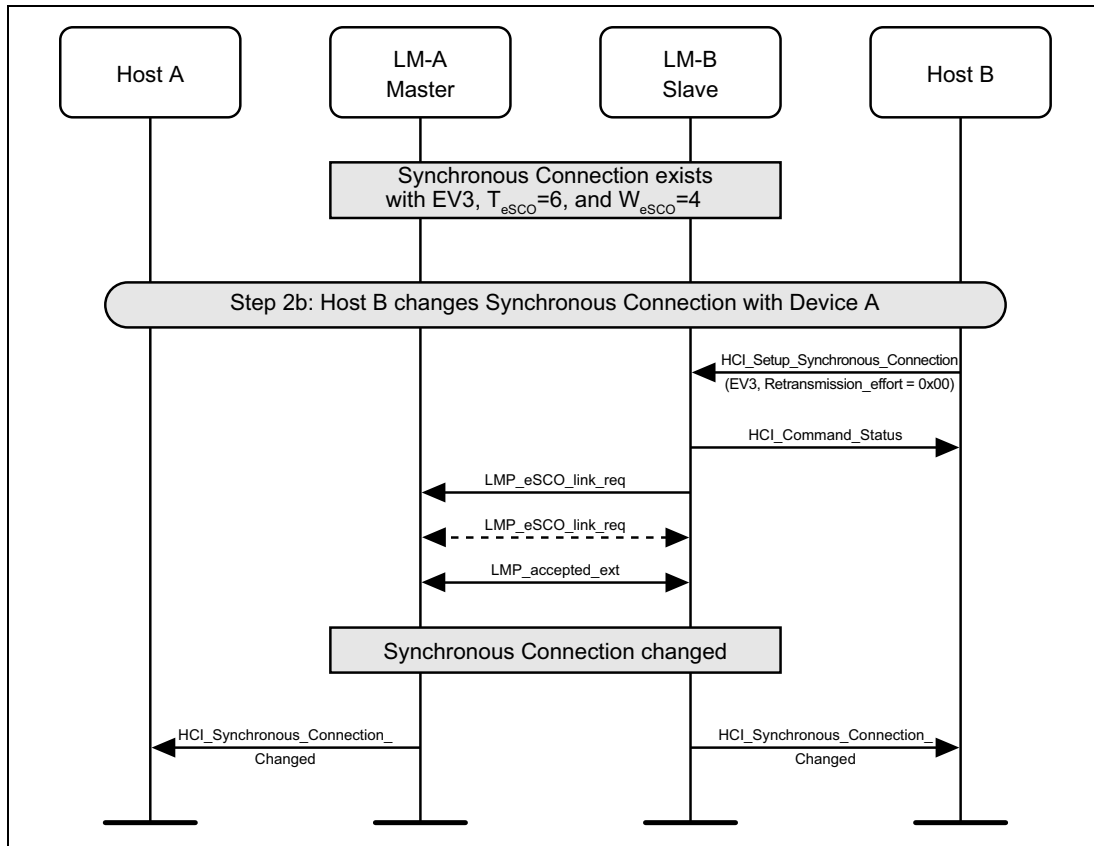 Host A
LM-A
Master
LM-B
Slave
Host B
Synchronous Connection exists
with EV3, TeSCO=6, and WeSCO=4
Step 2b: Host B changes Synchronous Connection with Device A
HCI_Setup_Synchronous_Connection
(EV3, Retransmission_effort = 0x00)
HCI_Command_Status
LMP_eSCO_link_req
LMP_eSCO_link_req
LMP_accepted_ext
Synchronous Connection changed
HCI_Synchronous_Connection_
Changed
HCI_Synchronous_Connection_
Changed